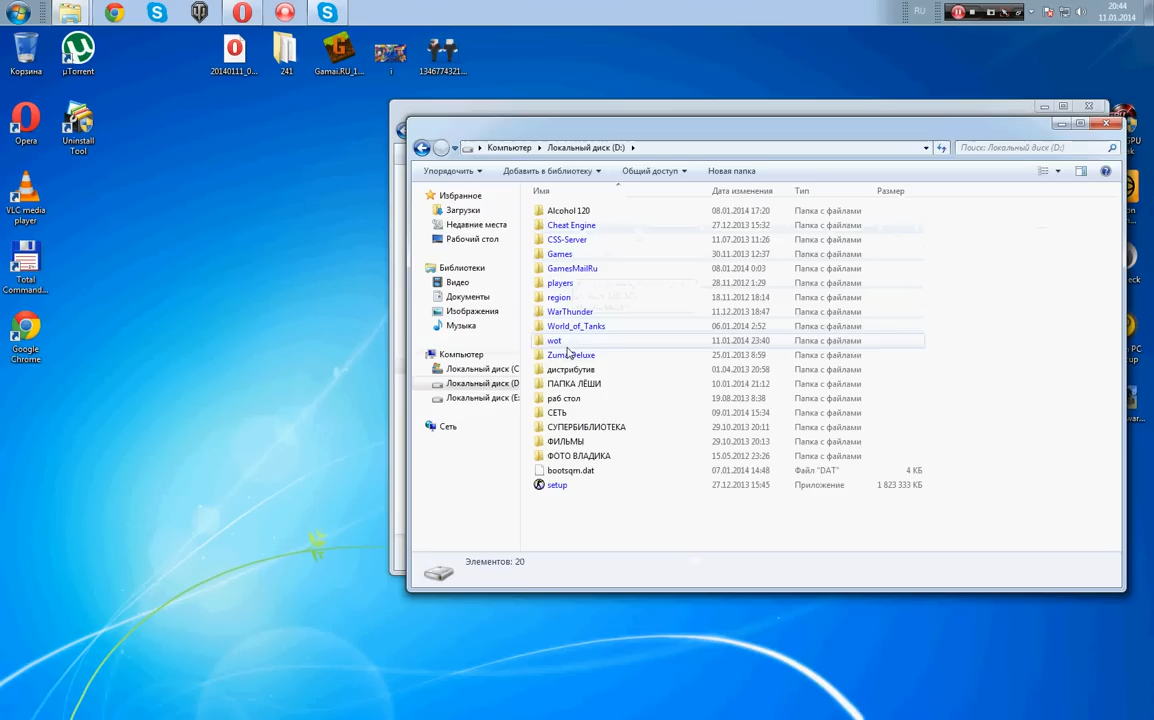 RU
20:44
11.01.2014
Корзина
µTorrent
20140111_0...
241
Gamai.RU_1...
i
1346774321...
Opera
Uninstall Tool
VLC media player
Total Command...
Google Chrome
Компьютер
Локальный диск (D:)
Поиск: Локальный диск (D:)
Упорядочить
Добавить в библиотеку
Общий доступ
Новая папка
Избранное
Загрузки
Недавние места
Рабочий стол
Библиотеки
Видео
Документы
Изображения
Музыка
Компьютер
Локальный диск (C
Локальный диск (D
Локальный диск (E:
Сеть
Имя Дата изменения Тип Размер
Alcohol 120 08.01.2014 17:20 Папка с файлами
Cheat Engine 27.12.2013 15:32 Папка с файлами
CSS-Server 11.07.2013 11:26 Папка с файлами
Games 30.11.2013 12:37 Папка с файлами
GamesMailRu 08.01.2014 0:03 Папка с файлами
players 28.11.2012 1:29 Папка с файлами
region 18.11.2012 18:14 Папка с файлами
WarThunder 11.12.2013 18:47 Папка с файлами
World_of_Tanks 06.01.2014 2:52 Папка с файлами
wot 11.01.2014 23:40 Папка с файлами
Zuma Deluxe 25.01.2013 8:59 Папка с файлами
дистрибутив 01.04.2013 20:58 Папка с файлами
ПАПКА ЛЁШИ 10.01.2014 21:12 Папка с файлами
раб стол 19.08.2013 8:38 Папка с файлами
СЕТЬ 09.01.2014 15:34 Папка с файлами
СУПЕРБИБЛИОТЕКА 29.10.2013 20:11 Папка с файлами
ФИЛЬМЫ 29.10.2013 20:13 Папка с файлами
ФОТО ВЛАДИКА 15.05.2012 23:26 Папка с файлами
bootsqm.dat 07.01.2014 14:48 Файл "DAT" 4 КБ
setup 27.12.2013 15:45 Приложение 1 823 333 КБ
Элементов: 20